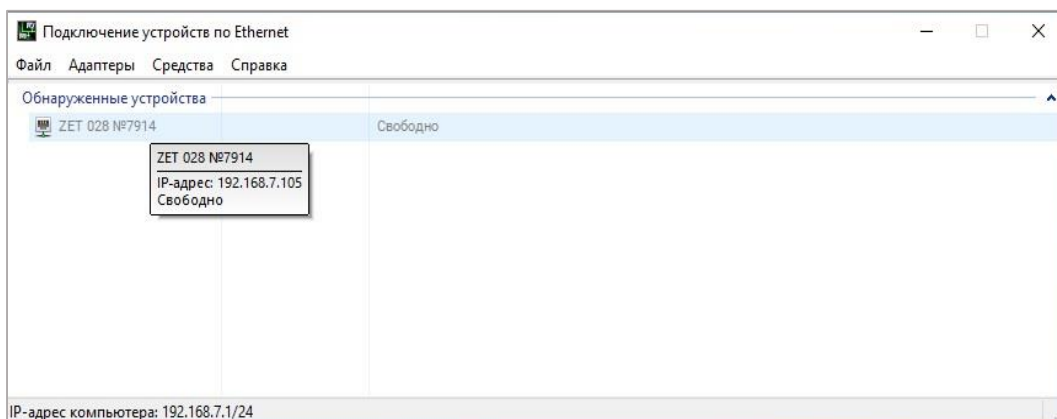 Подключение устройств по Ethernet
Файл Адаптеры Средства Справка
Обнаруженные устройства
ZET 028 №7914 Свободно
ZET 028 №7914
IP-адрес: 192.168.7.105
Свободно
IP-адрес компьютера: 192.168.7.1/24